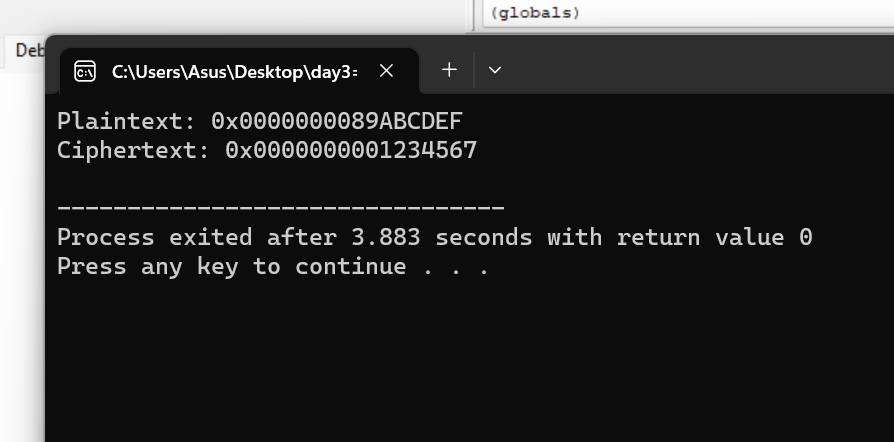 (globals)
Deb
C:\Users\Asus\Desktop\day3
Plaintext: 0x0000000089ABCDEF
Ciphertext: 0x0000000001234567
--------------------------------
Process exited after 3.883 seconds with return value 0
Press any key to continue . . .